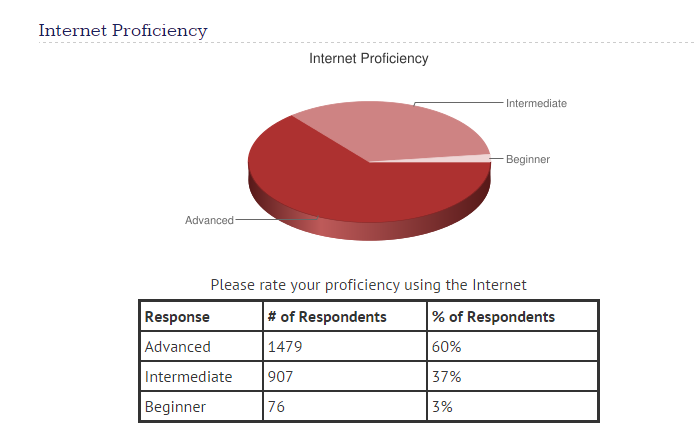 Internet Proficiency
Internet Proficiency
Intermediate
Beginner
Advanced
Please rate your proficiency using the Internet
Response # of Respondents % of Respondents
Advanced 1479 60%
Intermediate 907 37%
Beginner 76 3%